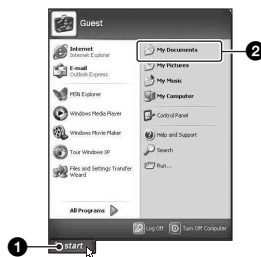 Guest
Internet
Internet Explorer
E-mail
Outlook Express
MSN Explorer
Windows Media Player
Windows Movie Maker
Tour Windows XP
Files and Settings Transfer
Wizard
All Programs
My Documents
My Pictures
My Music
My Computer
Control Panel
Help and Support
Search
Run...
Log Off
Turn Off Computer
start
1
2